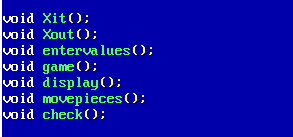 void Xit();
void Xout();
void entervalues();
void game();
void display();
void movepieces();
void check();